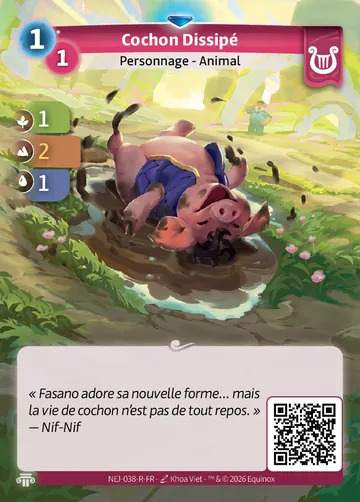 1
1
Cochon Dissipé
Personnage - Animal
1
2
1
« Fasano adore sa nouvelle forme… mais
la vie de cochon n'est pas de tout repos. »
— Nif-Nif
NEJ-038-R-FR - Khoa Viet - ™ & © 2026 Equinox